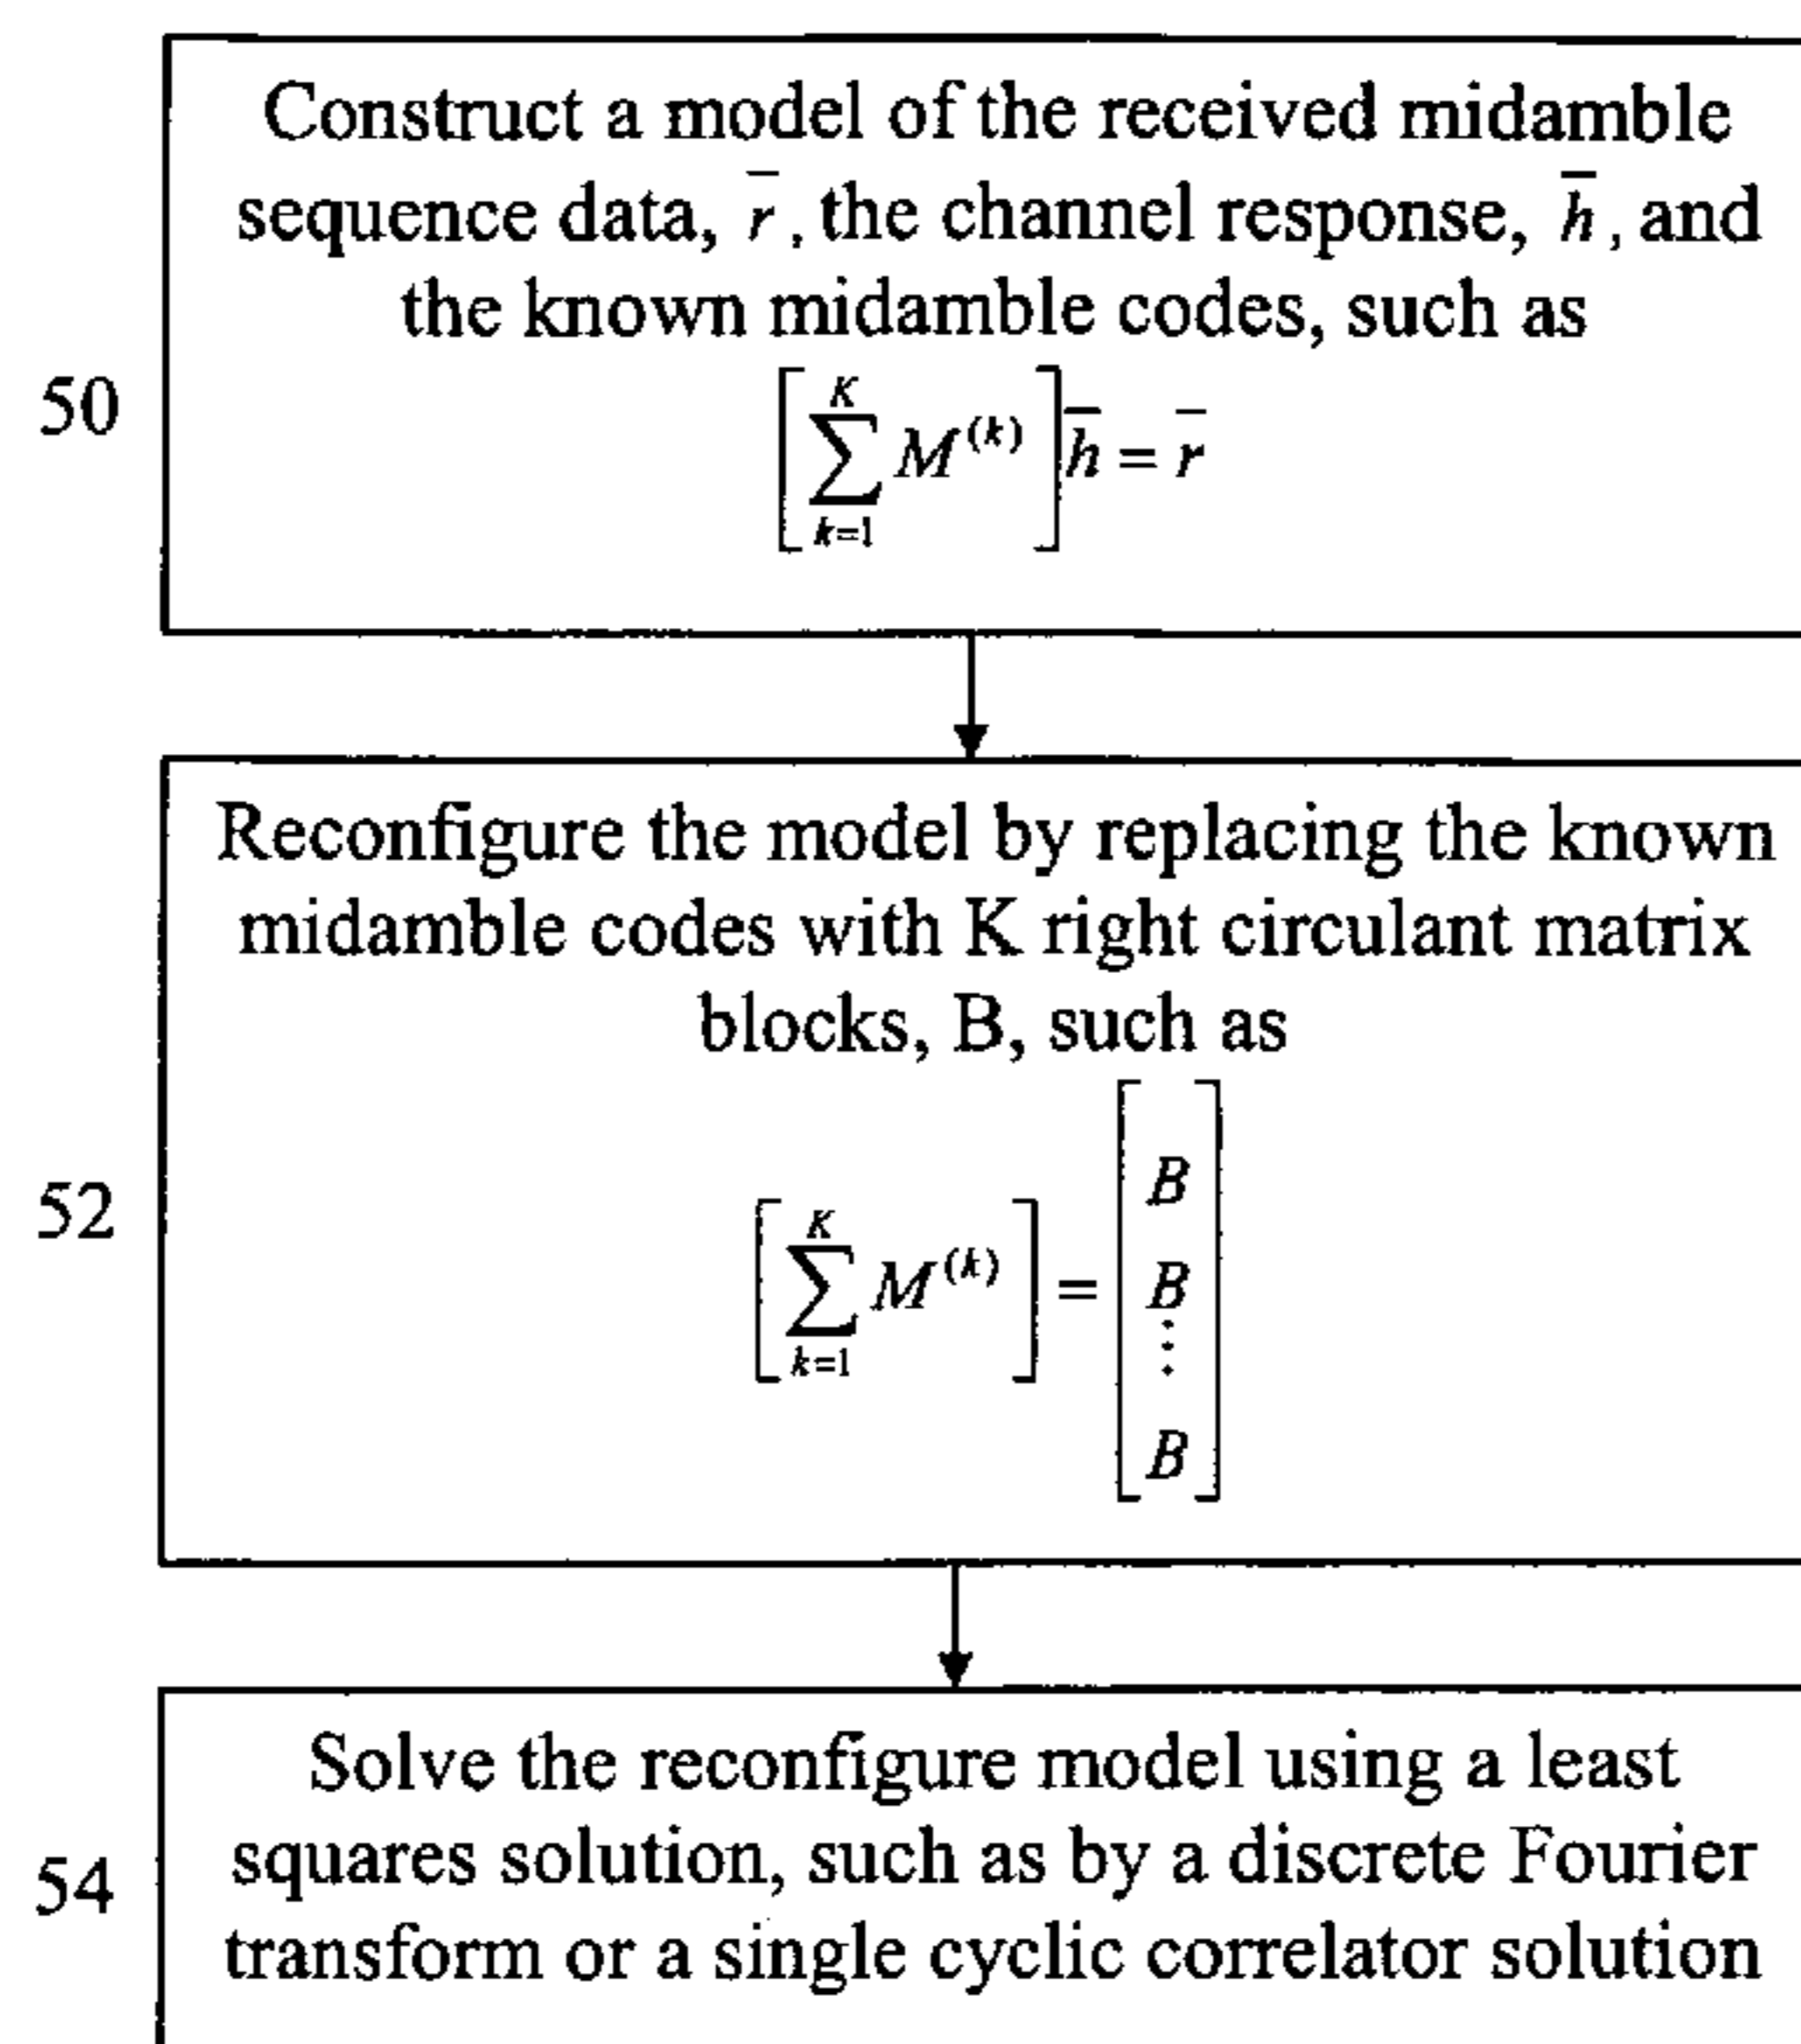 Construct a model of the received midamble
sequence data, r̄, the channel response, h̄, and
the known midamble codes, such as
50
[∑_{k=1}^{K} M^{(k)}] h̄ = r̄
Reconfigure the model by replacing the known
midamble codes with K right circulant matrix
blocks, B, such as
52
[∑_{k=1}^{K} M^{(k)}] = [B B ⋮ B]
Solve the reconfigure model using a least
squares solution, such as by a discrete Fourier
54
transform or a single cyclic correlator solution